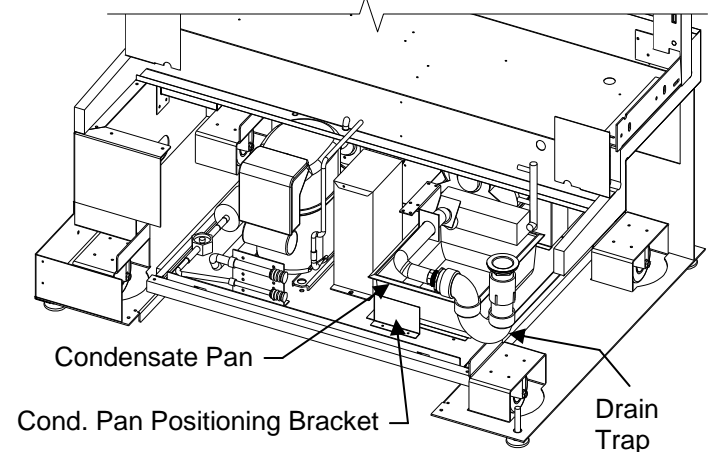 Condensate Pan
Cond. Pan Positioning Bracket
Drain
Trap